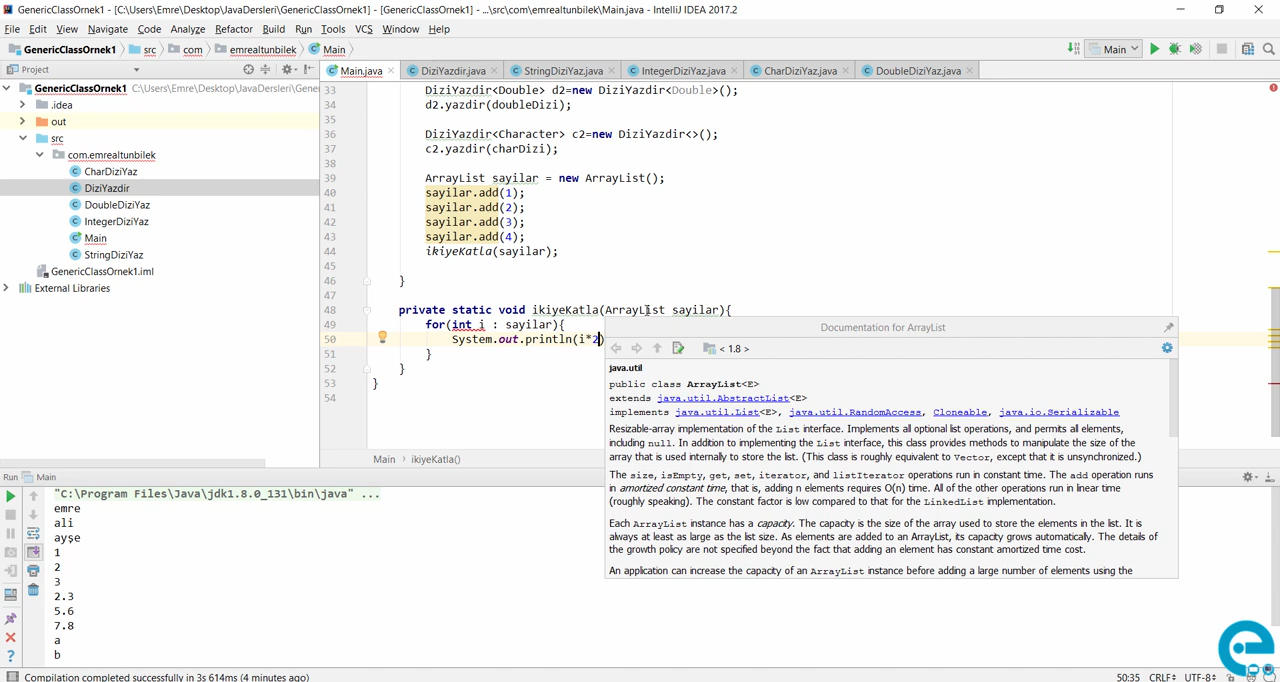 GenericClassOrnek1 - [C:\Users\Emre\Desktop\JavaDersleri\GenericClassOrnek1] - [GenericClassOrnek1] - ...\src\com\emrealtunbilek\Main.java - IntelliJ IDEA 2017.2
File Edit View Navigate Code Analyze Refactor Build Run Tools VCS Window Help
GenericClassOrnek1 src com emrealtunbilek Main
Main
Project
Main.java DiziYazdir.java StringDiziYaz.java IntegerDiziYaz.java CharDiziYaz.java DoubleDiziYaz.java
GenericClassOrnek1 C:\Users\Emre\Desktop\JavaDersleri\Gen
.idea
out
src
com.emrealtunbilek
CharDiziYaz
DiziYazdir
DoubleDiziYaz
IntegerDiziYaz
Main
StringDiziYaz
GenericClassOrnek1.iml
External Libraries
33 DiziYazdir<Double> d2=new DiziYazdir<Double>();
34 d2.yazdir(doubleDizi);
35
36 DiziYazdir<Character> c2=new DiziYazdir<>();
37 c2.yazdir(charDizi);
38
39 ArrayList sayilar = new ArrayList();
40 sayilar.add(1);
41 sayilar.add(2);
42 sayilar.add(3);
43 sayilar.add(4);
44 ikiyeKatla(sayilar);
45
46 }
47
48 private static void ikiyeKatla(ArrayList sayilar){
49 for(int i : sayilar){
50 System.out.println(i*2)
51 }
52 }
53 }
54
Main ikiyeKatla()
Documentation for ArrayList
< 1.8 >
java.util
public class ArrayList<E>
extends java.util.AbstractList<E>
implements java.util.List<E>, java.util.RandomAccess, Cloneable, java.io.Serializable
Resizable-array implementation of the List interface. Implements all optional list operations, and permits all elements,
including null. In addition to implementing the List interface, this class provides methods to manipulate the size of the
array that is used internally to store the list. (This class is roughly equivalent to Vector, except that it is unsynchronized.)
The size, isEmpty, get, set, iterator, and listIterator operations run in constant time. The add operation runs
in amortized constant time, that is, adding n elements requires O(n) time. All of the other operations run in linear time
(roughly speaking). The constant factor is low compared to that for the LinkedList implementation.
Each ArrayList instance has a capacity. The capacity is the size of the array used to store the elements in the list. It is
always at least as large as the list size. As elements are added to an ArrayList, its capacity grows automatically. The details
of the growth policy are not specified beyond the fact that adding an element has constant amortized time cost.
An application can increase the capacity of an ArrayList instance before adding a large number of elements using the
Run Main
"C:\Program Files\Java\jdk1.8.0_131\bin\java" ...
emre
ali
ayşe
1
2
3
2.3
5.6
7.8
a
b
Compilation completed successfully in 3s 614ms (4 minutes ago)
50:35 CRLF UTF-8